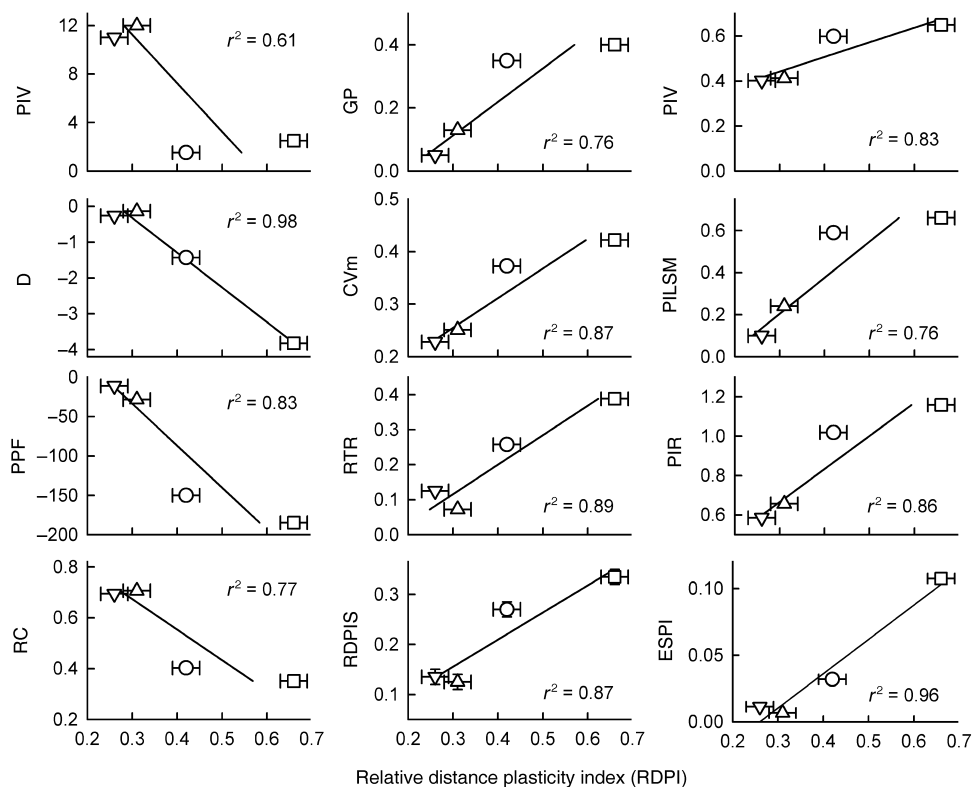 12
8
4
0
PIV
r² = 0.61
0.4
0.2
0.0
GP
r² = 0.76
0.6
0.4
0.2
0.0
PIV
r² = 0.83
0
−1
−2
−3
−4
D
r² = 0.98
0.5
0.4
0.3
0.2
CVm
r² = 0.87
0.6
0.4
0.2
0.0
PILSM
r² = 0.76
0
−50
−100
−150
−200
PPF
r² = 0.83
0.4
0.3
0.2
0.1
0.0
RTR
r² = 0.89
1.2
1.0
0.8
0.6
PIR
r² = 0.86
0.8
0.6
0.4
0.2
RC
r² = 0.77
0.2 0.3 0.4 0.5 0.6 0.7
0.3
0.2
0.1
RDPIS
r² = 0.87
0.2 0.3 0.4 0.5 0.6 0.7
0.10
0.05
0.00
ESPI
r² = 0.96
0.2 0.3 0.4 0.5 0.6 0.7
Relative distance plasticity index (RDPI)